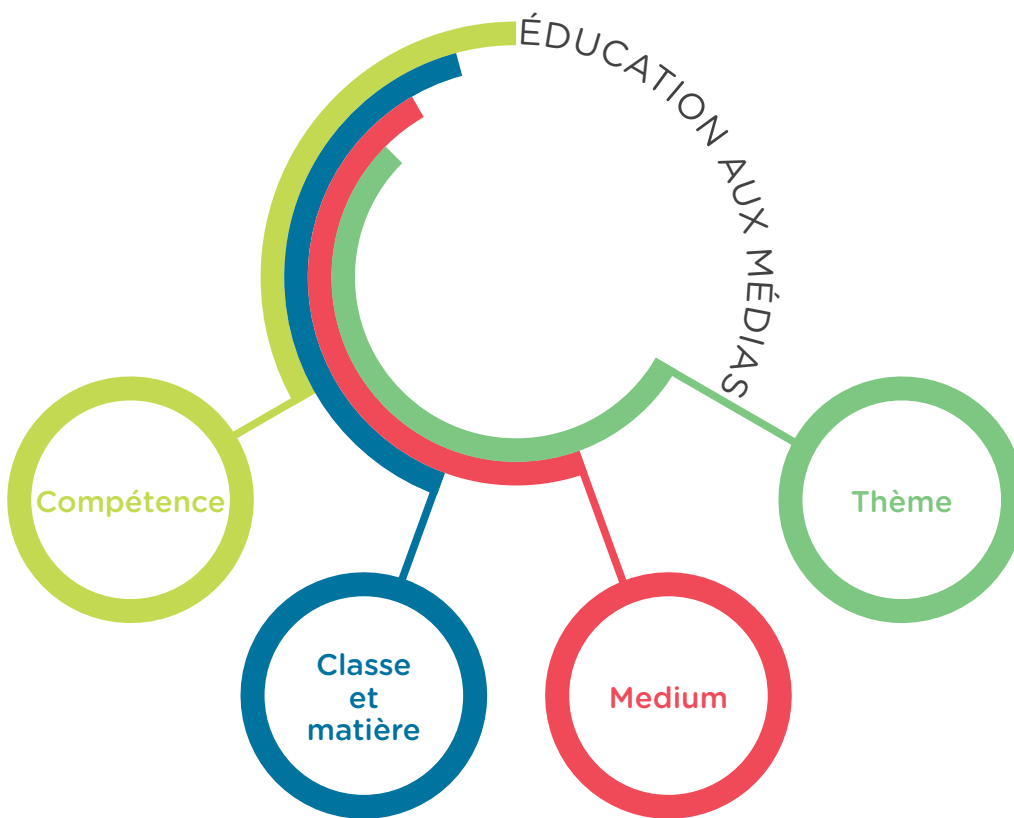 ÉDUCATION AUX MÉDIAS
Compétence
Thème
Classe
et
matière
Medium